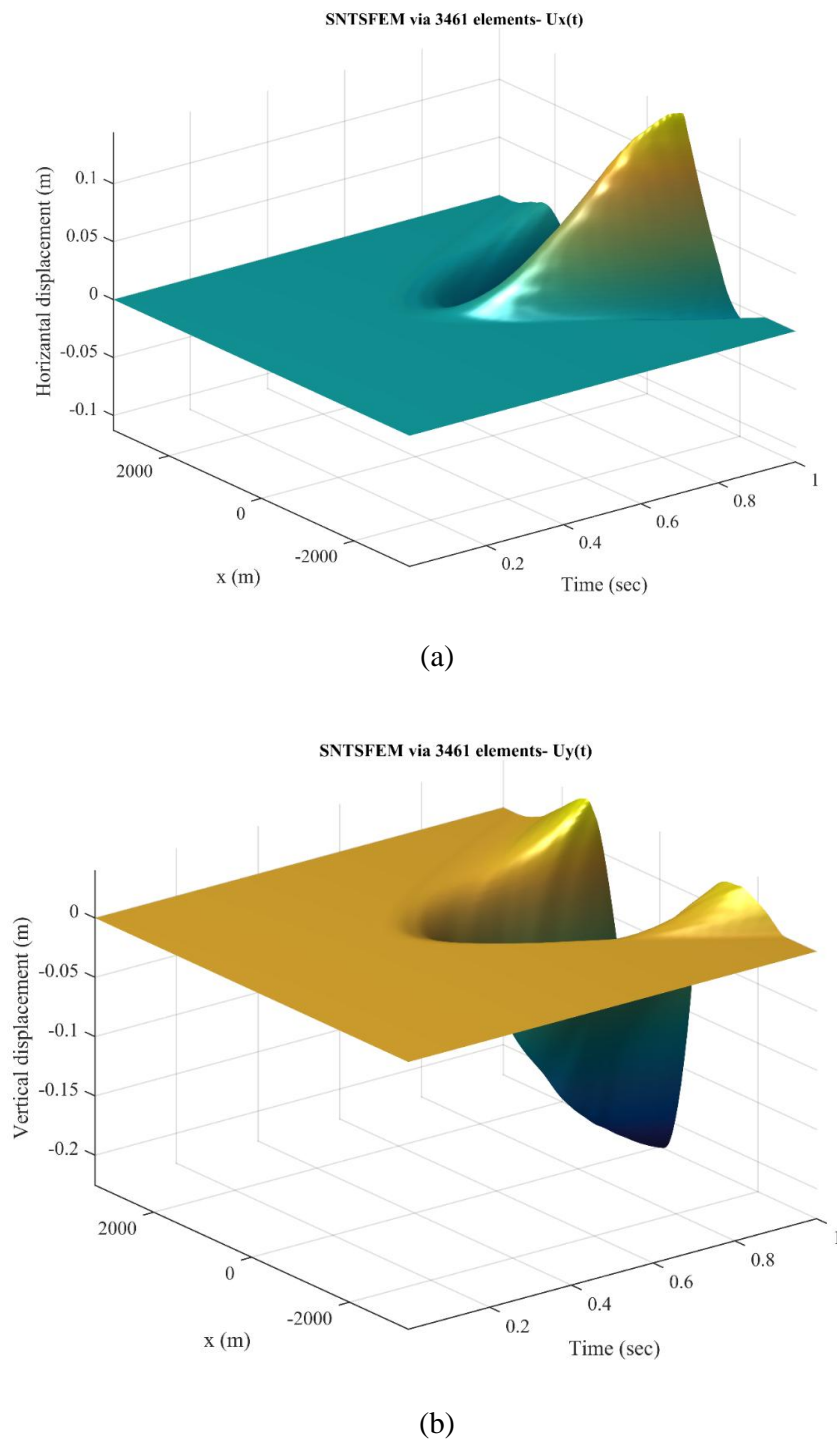 SNTSFEM via 3461 elements- Ux(t)
0.1
0.05
0
-0.05
-0.1
Horizantal displacement (m)
2000
0
-2000
x (m)
0.2
0.4
0.6
0.8
1
Time (sec)
(a)
SNTSFEM via 3461 elements- Uy(t)
0
-0.05
-0.1
-0.15
-0.2
Vertical displacement (m)
2000
0
-2000
x (m)
0.2
0.4
0.6
0.8
1
Time (sec)
(b)